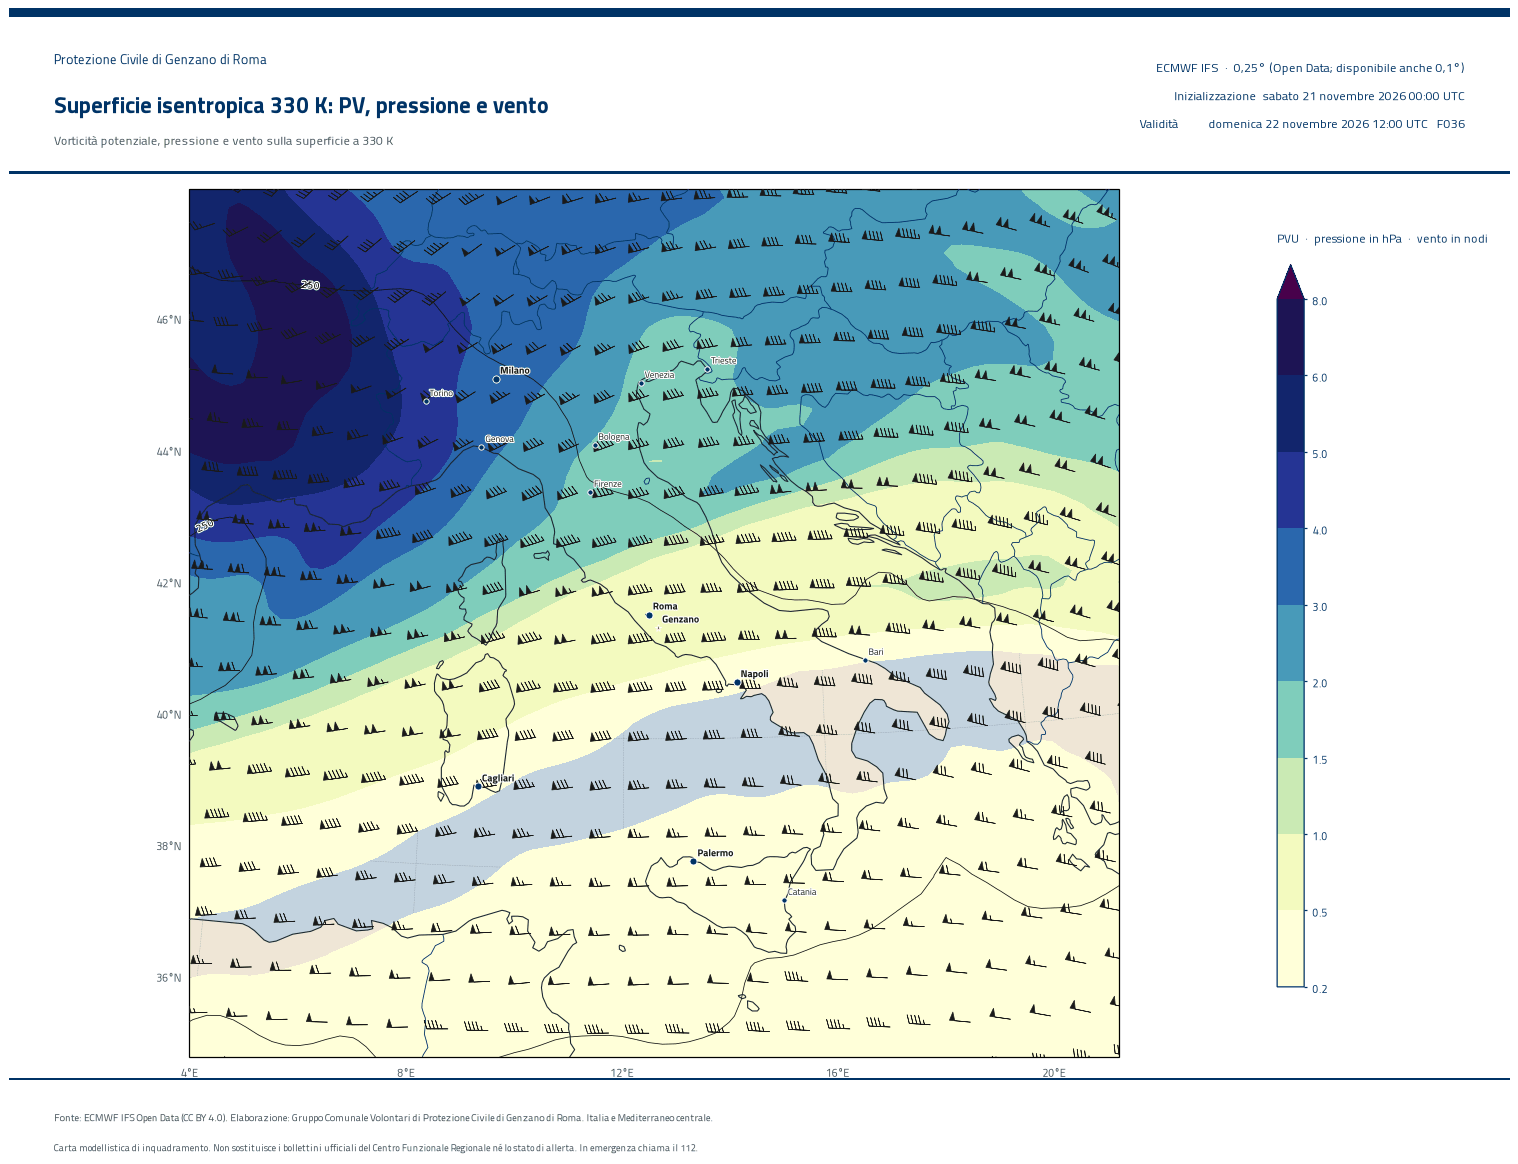 Protezione Civile di Genzano di Roma
Superficie isentropica 330 K: PV, pressione e vento
Vorticità potenziale, pressione e vento sulla superficie a 330 K
ECMWF IFS · 0,25° (Open Data; disponibile anche 0,1°)
Inizializzazione sabato 21 novembre 2026 00:00 UTC
Validità domenica 22 novembre 2026 12:00 UTC F036
PVU · pressione in hPa · vento in nodi
8.0
6.0
5.0
4.0
3.0
2.0
1.5
1.0
0.5
0.2
46°N
44°N
42°N
40°N
38°N
36°N
4°E
8°E
12°E
16°E
20°E
250
250
Milano
Torino
Venezia
Trieste
Genova
Bologna
Firenze
Roma
Genzano
Napoli
Bari
Cagliari
Palermo
Catania
Fonte: ECMWF IFS Open Data (CC BY 4.0). Elaborazione: Gruppo Comunale Volontari di Protezione Civile di Genzano di Roma. Italia e Mediterraneo centrale.
Carta modellistica di inquadramento. Non sostituisce i bollettini ufficiali del Centro Funzionale Regionale né lo stato di allerta. In emergenza chiama il 112.